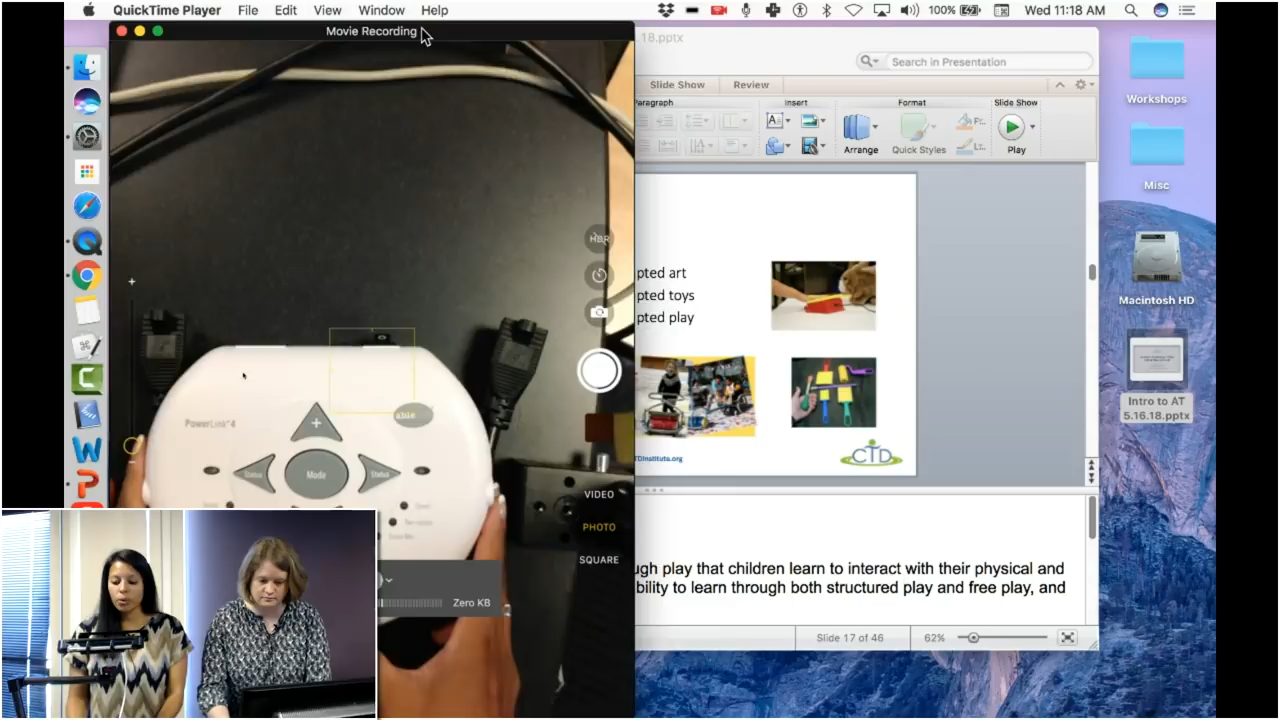 QuickTime Player File Edit View Window Help 100% Wed 11:18 AM
Movie Recording
.18.pptx
Search in Presentation
Slide Show Review
Paragraph Insert Format Slide Show
Arrange Quick Styles Play
Workshops
Misc
Macintosh HD
Intro to AT
5.16.18.pptx
pted art
pted toys
pted play
HDR
PowerLink 4
able
Status Mode Status
VIDEO
PHOTO
SQUARE
Zero KB
CTD
TDinstitute.org
ugh play that children learn to interact with their physical and
bility to learn through both structured play and free play, and
Slide 17 of 46 62%